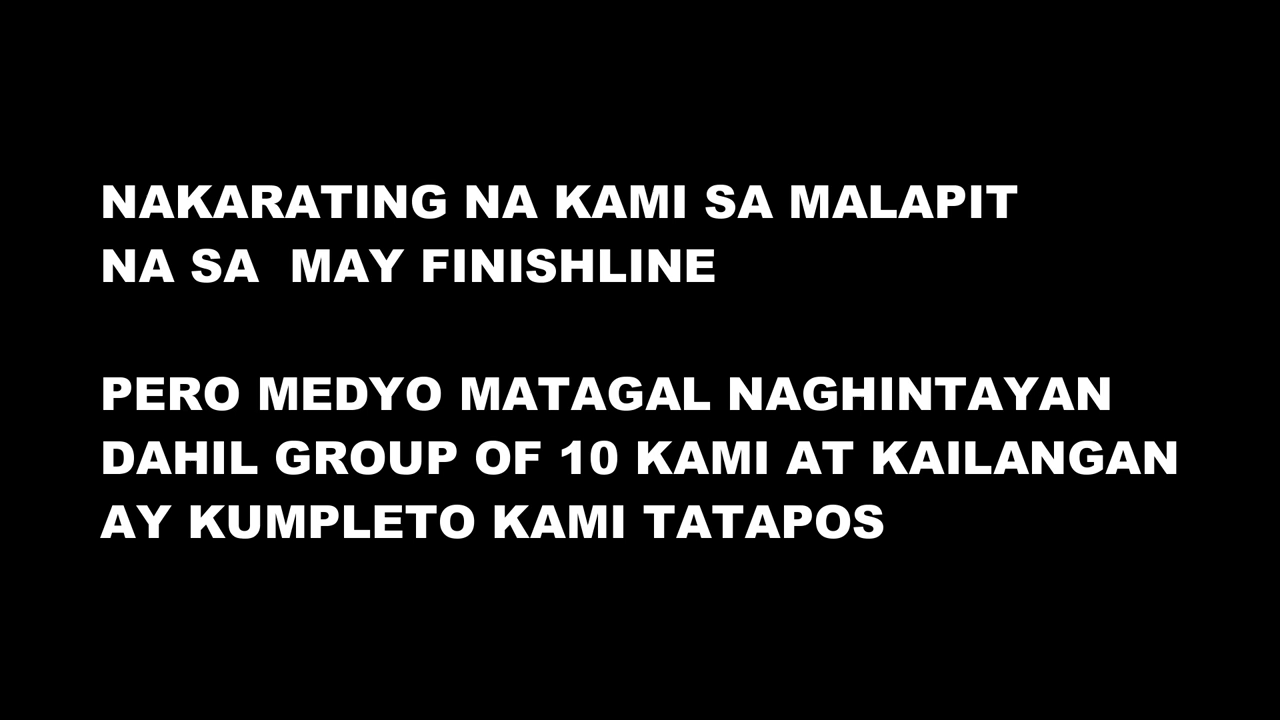 NAKARATING NA KAMI SA MALAPIT
NA SA  MAY FINISHLINE
PERO MEDYO MATAGAL NAGHINTAYAN
DAHIL GROUP OF 10 KAMI AT KAILANGAN
AY KUMPLETO KAMI TATAPOS